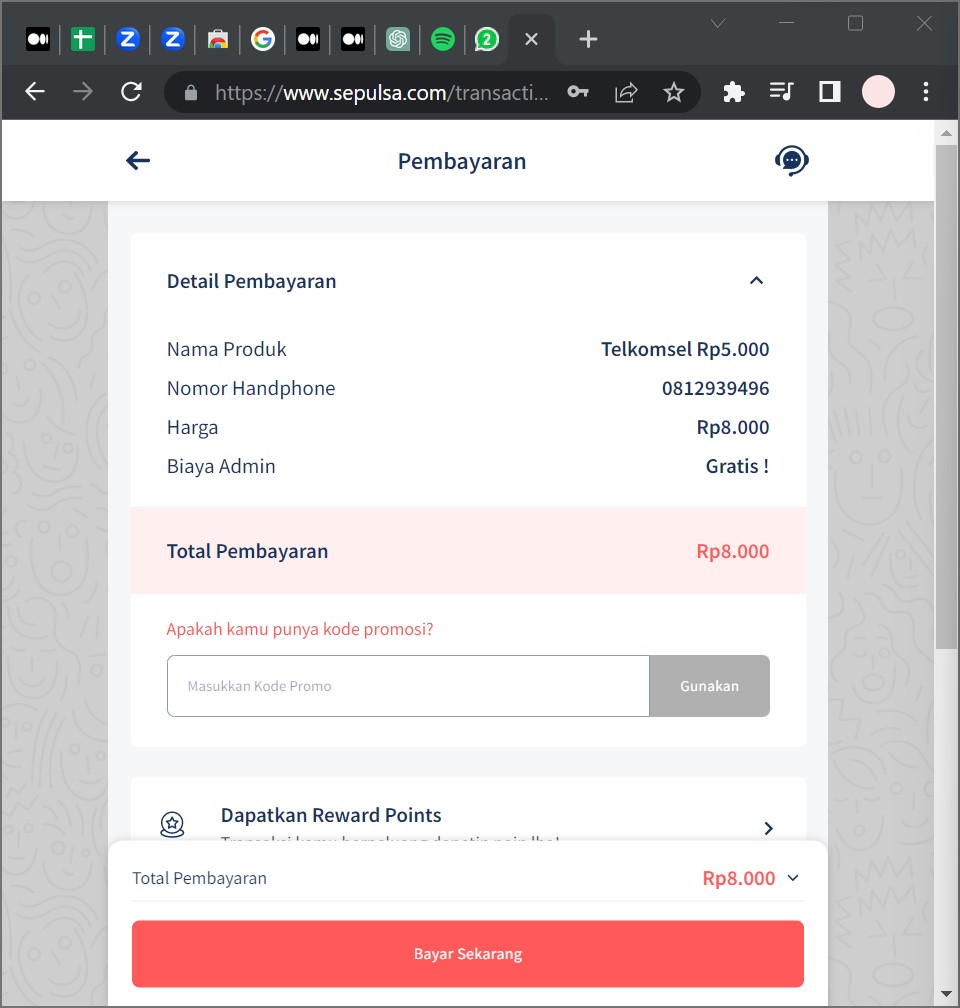 2
https://www.sepulsa.com/transacti...
Pembayaran
Detail Pembayaran
Nama Produk Telkomsel Rp5.000
Nomor Handphone 0812939496
Harga Rp8.000
Biaya Admin Gratis !
Total Pembayaran Rp8.000
Apakah kamu punya kode promosi?
Masukkan Kode Promo Gunakan
Dapatkan Reward Points
Total Pembayaran Rp8.000
Bayar Sekarang